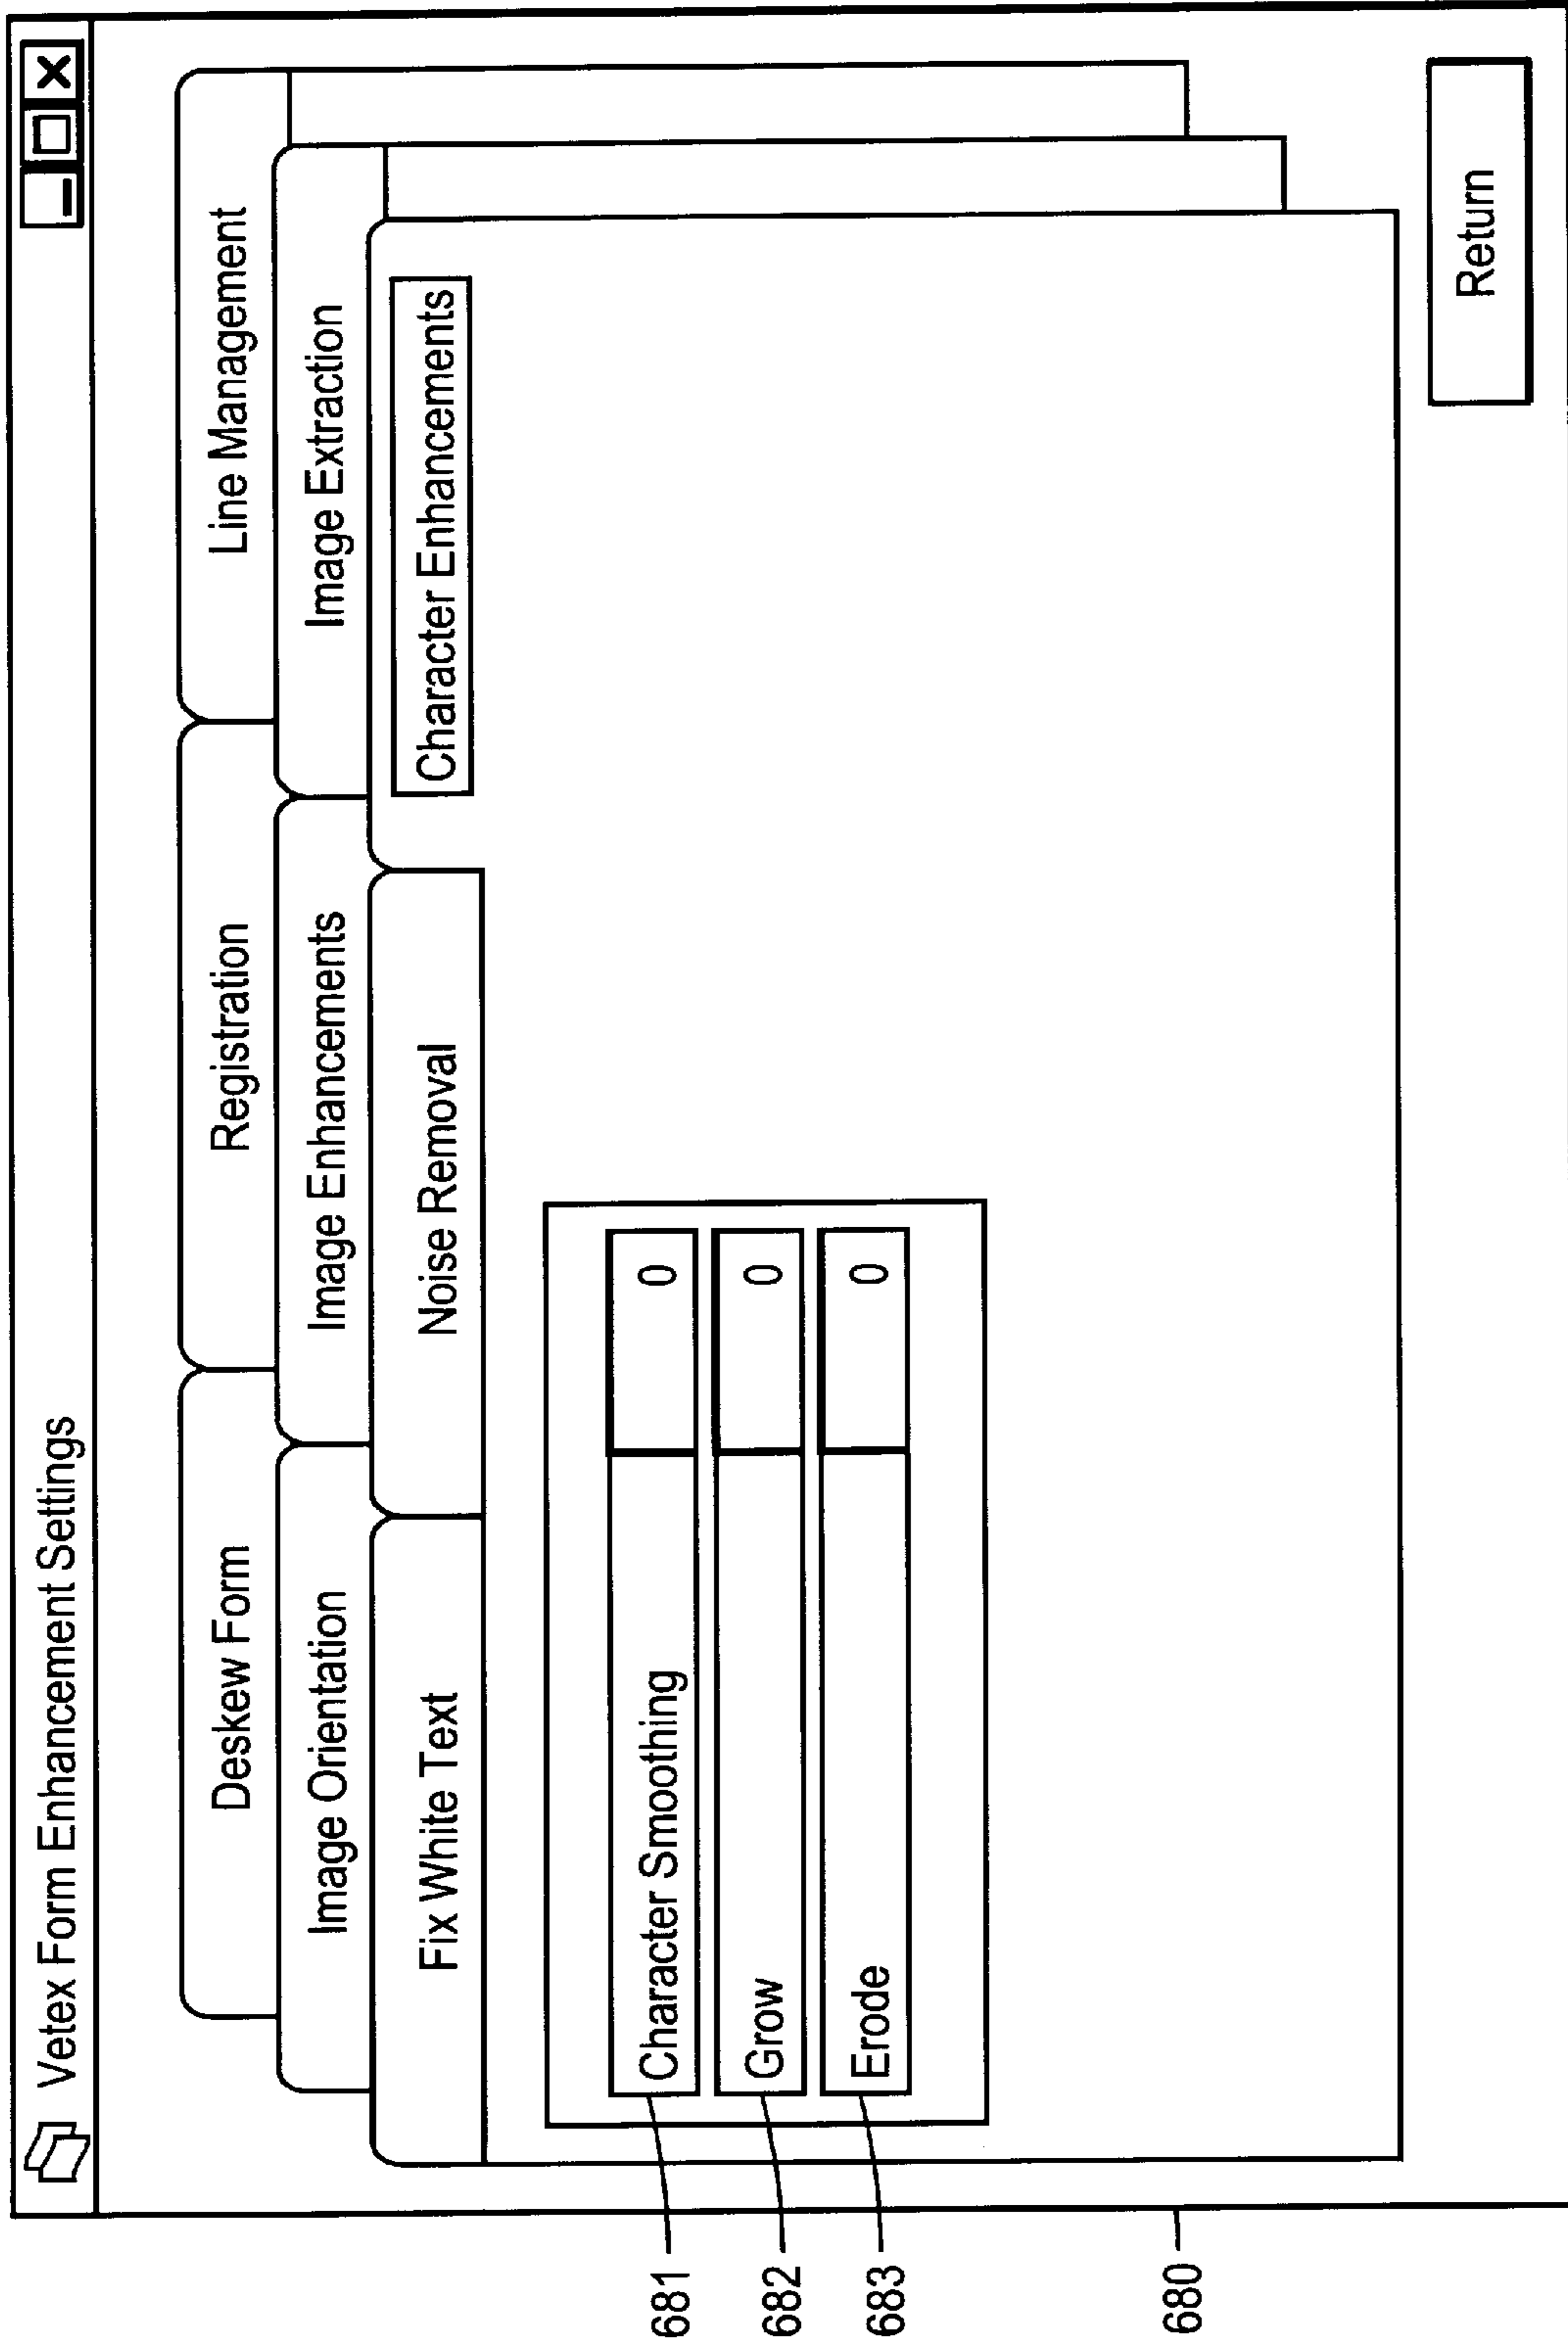 Vetex Form Enhancement Settings
Deskew Form
Registration
Line Management
Image Orientation
Image Enhancements
Image Extraction
Fix White Text
Noise Removal
Character Enhancements
681
Character Smoothing 0
682
Grow 0
683
Erode 0
680
Return